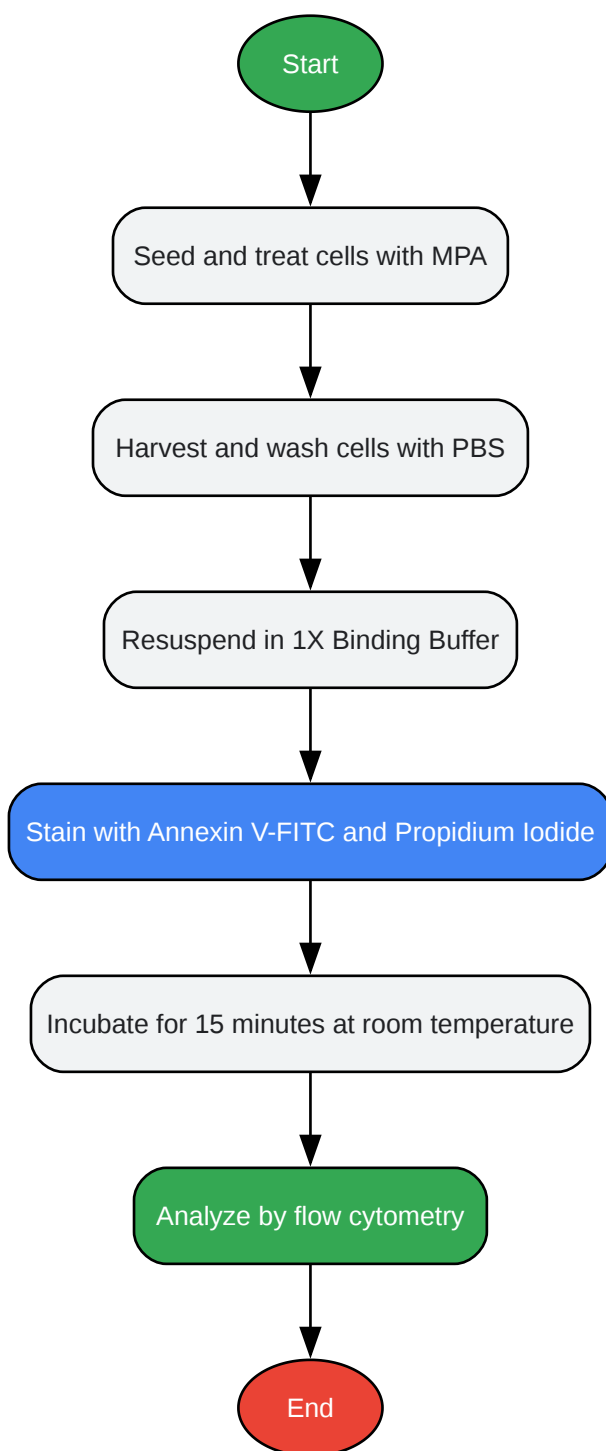 Start
Seed and treat cells with MPA
Harvest and wash cells with PBS
Resuspend in 1X Binding Buffer
Stain with Annexin V-FITC and Propidium Iodide
Incubate for 15 minutes at room temperature
Analyze by flow cytometry
End